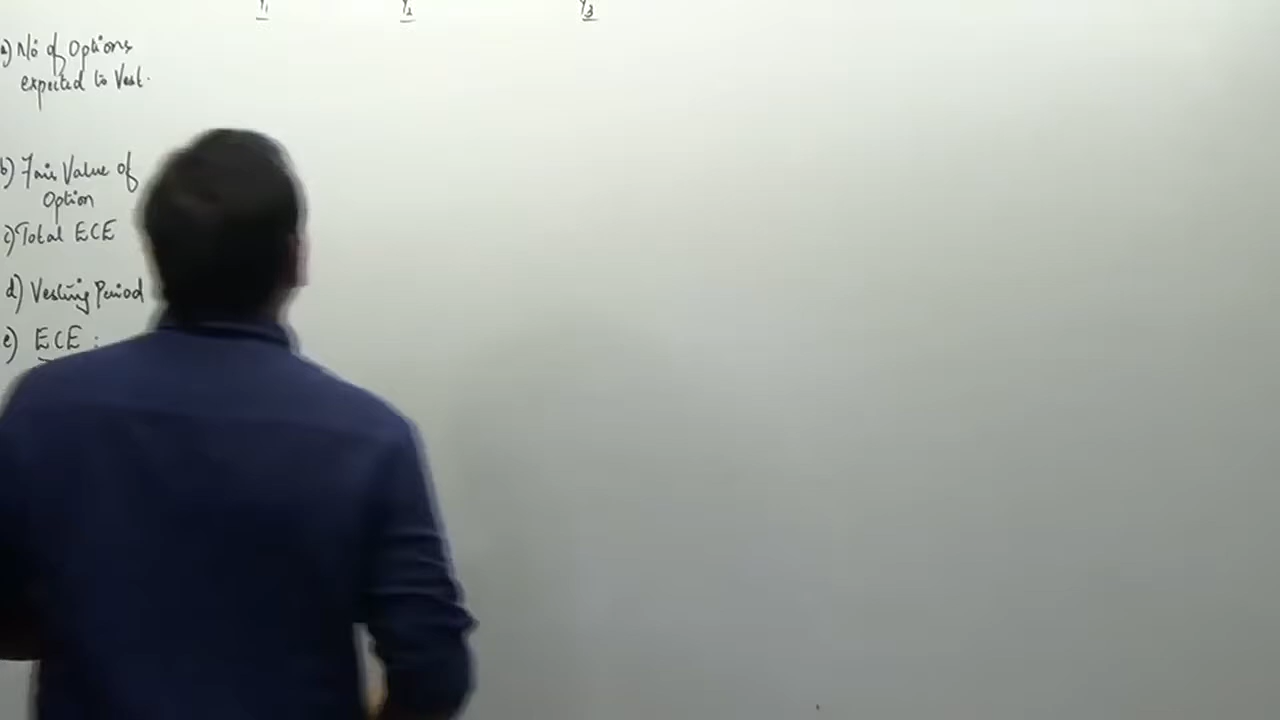 Y1 Y2 Y3
a) No of Options
expected to Vest.
b) Fair Value of
Option
c) Total ECE
d) Vesting Period
e) ECE :